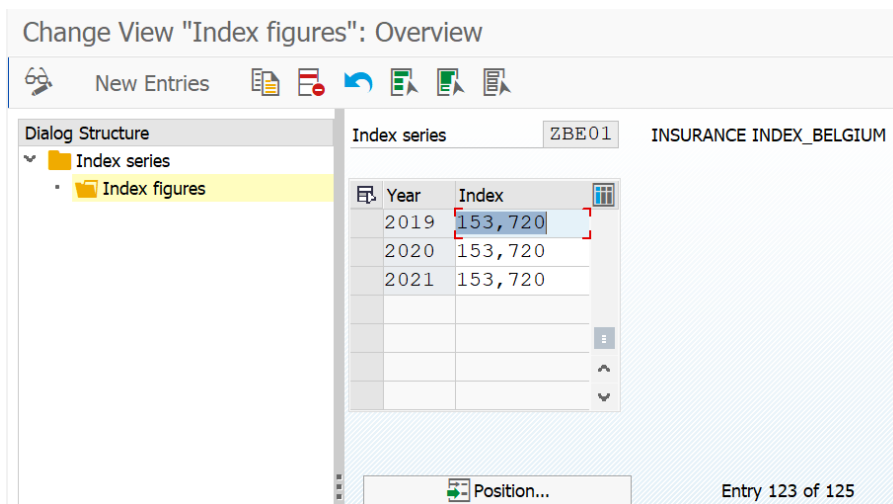 Change View "Index figures": Overview
New Entries
Dialog Structure
Index series
Index figures
Index series ZBE01 INSURANCE INDEX_BELGIUM
Year Index
2019 153,720
2020 153,720
2021 153,720
Position... Entry 123 of 125